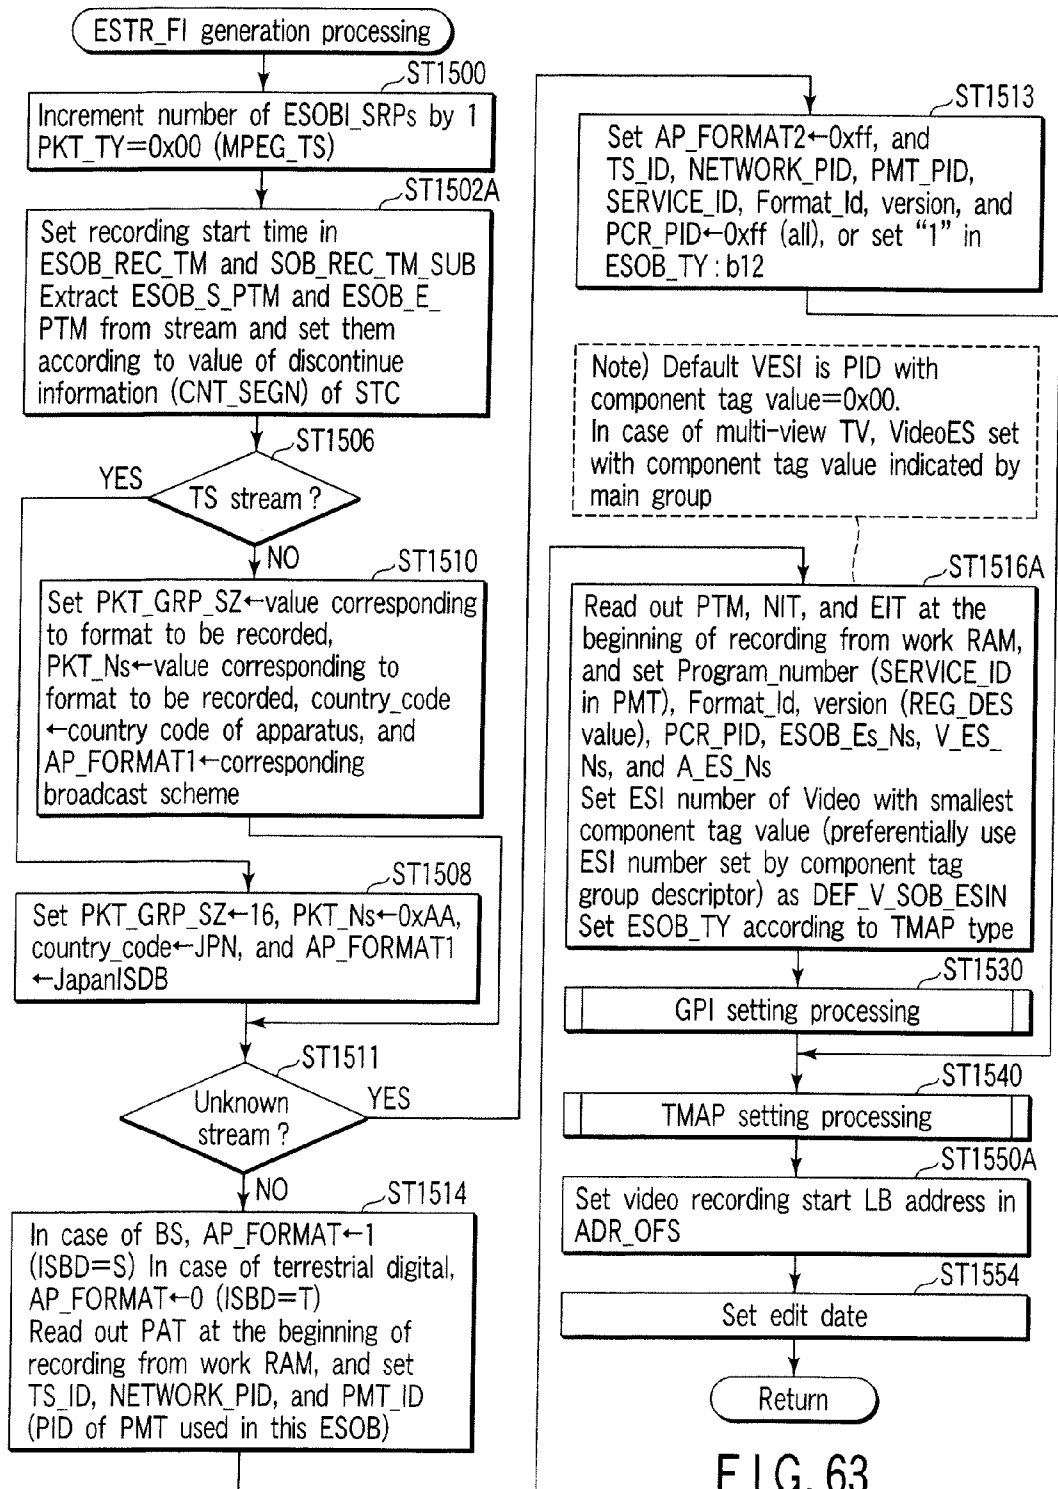 ESTR_FI generation processing
ST1500
Increment number of ESOBI_SRPs by 1
PKT_TY=0x00 (MPEG_TS)
ST1502A
Set recording start time in
ESOB_REC_TM and SOB_REC_TM_SUB
Extract ESOB_S_PTM and ESOB_E_
PTM from stream and set them
according to value of discontinue
information (CNT_SEGN) of STC
ST1506
TS stream ?
YES
NO
ST1510
Set PKT_GRP_SZ←value corresponding
to format to be recorded,
PKT_Ns←value corresponding to
format to be recorded, country_code
←country code of apparatus, and
AP_FORMAT1←corresponding
broadcast scheme
ST1508
Set PKT_GRP_SZ←16, PKT_Ns←0xAA,
country_code←JPN, and AP_FORMAT1
←JapanISDB
ST1511
Unknown
stream ?
YES
NO
ST1514
In case of BS, AP_FORMAT←1
(ISBD=S) In case of terrestrial digital,
AP_FORMAT←0 (ISBD=T)
Read out PAT at the beginning of
recording from work RAM, and set
TS_ID, NETWORK_PID, and PMT_ID
(PID of PMT used in this ESOB)
ST1513
Set AP_FORMAT2←0xff, and
TS_ID, NETWORK_PID, PMT_PID,
SERVICE_ID, Format_Id, version, and
PCR_PID←0xff (all), or set “1” in
ESOB_TY : b12
Note) Default VESI is PID with
component tag value=0x00.
In case of multi-view TV, VideoES set
with component tag value indicated by
main group
ST1516A
Read out PTM, NIT, and EIT at the
beginning of recording from work RAM,
and set Program_number (SERVICE_ID
in PMT), Format_Id, version (REG_DES
value), PCR_PID, ESOB_Es_Ns, V_ES_
Ns, and A_ES_Ns
Set ESI number of Video with smallest
component tag value (preferentially use
ESI number set by component tag
group descriptor) as DEF_V_SOB_ESIN
Set ESOB_TY according to TMAP type
ST1530
GPI setting processing
ST1540
TMAP setting processing
ST1550A
Set video recording start LB address in
ADR_OFS
ST1554
Set edit date
Return
FIG. 63